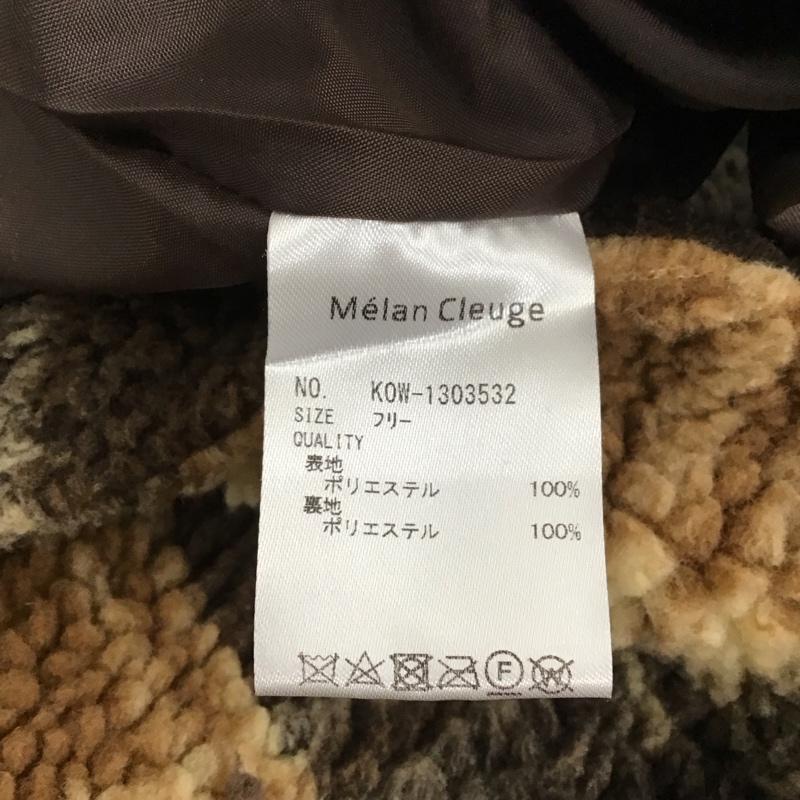 Mélan Cleuge
NO. KOW-1303532
SIZE フリー
QUALITY
表地
ポリエステル 100%
裏地
ポリエステル 100%
F W